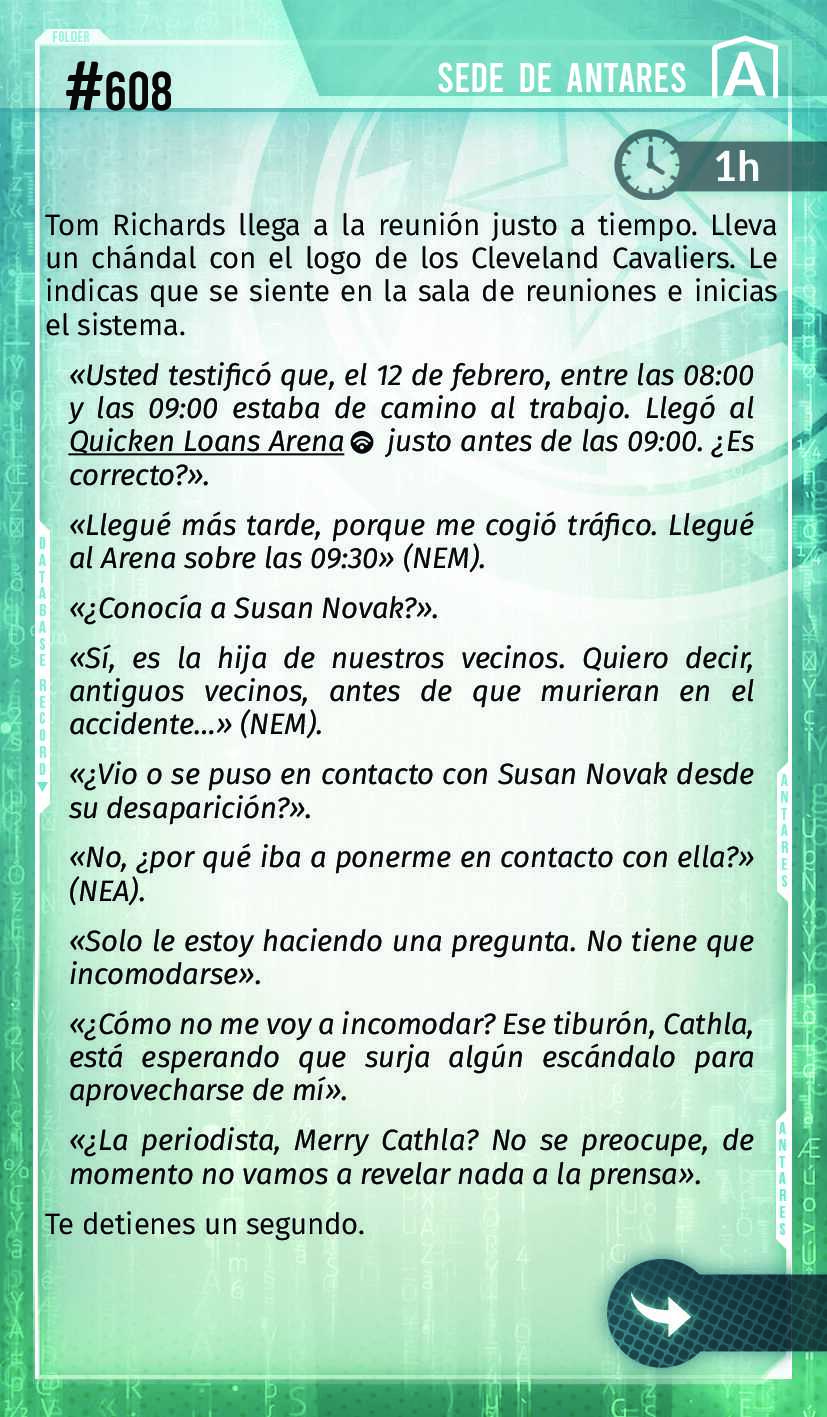 FOLDER
#608
SEDE DE ANTARES
A
1h
Tom Richards llega a la reunión justo a tiempo. Lleva
un chándal con el logo de los Cleveland Cavaliers. Le
indicas que se siente en la sala de reuniones e inicias
el sistema.
«Usted testificó que, el 12 de febrero, entre las 08:00
y las 09:00 estaba de camino al trabajo. Llegó al
Quicken Loans Arena justo antes de las 09:00. ¿Es
correcto?».
«Llegué más tarde, porque me cogió tráfico. Llegué
al Arena sobre las 09:30» (NEM).
«¿Conocía a Susan Novak?».
«Sí, es la hija de nuestros vecinos. Quiero decir,
antiguos vecinos, antes de que murieran en el
accidente...» (NEM).
«¿Vio o se puso en contacto con Susan Novak desde
su desaparición?».
«No, ¿por qué iba a ponerme en contacto con ella?»
(NEA).
«Solo le estoy haciendo una pregunta. No tiene que
incomodarse».
«¿Cómo no me voy a incomodar? Ese tiburón, Cathla,
está esperando que surja algún escándalo para
aprovecharse de mí».
«¿La periodista, Merry Cathla? No se preocupe, de
momento no vamos a revelar nada a la prensa».
Te detienes un segundo.
DATABASE RECORD
ANTARES
ANTARES